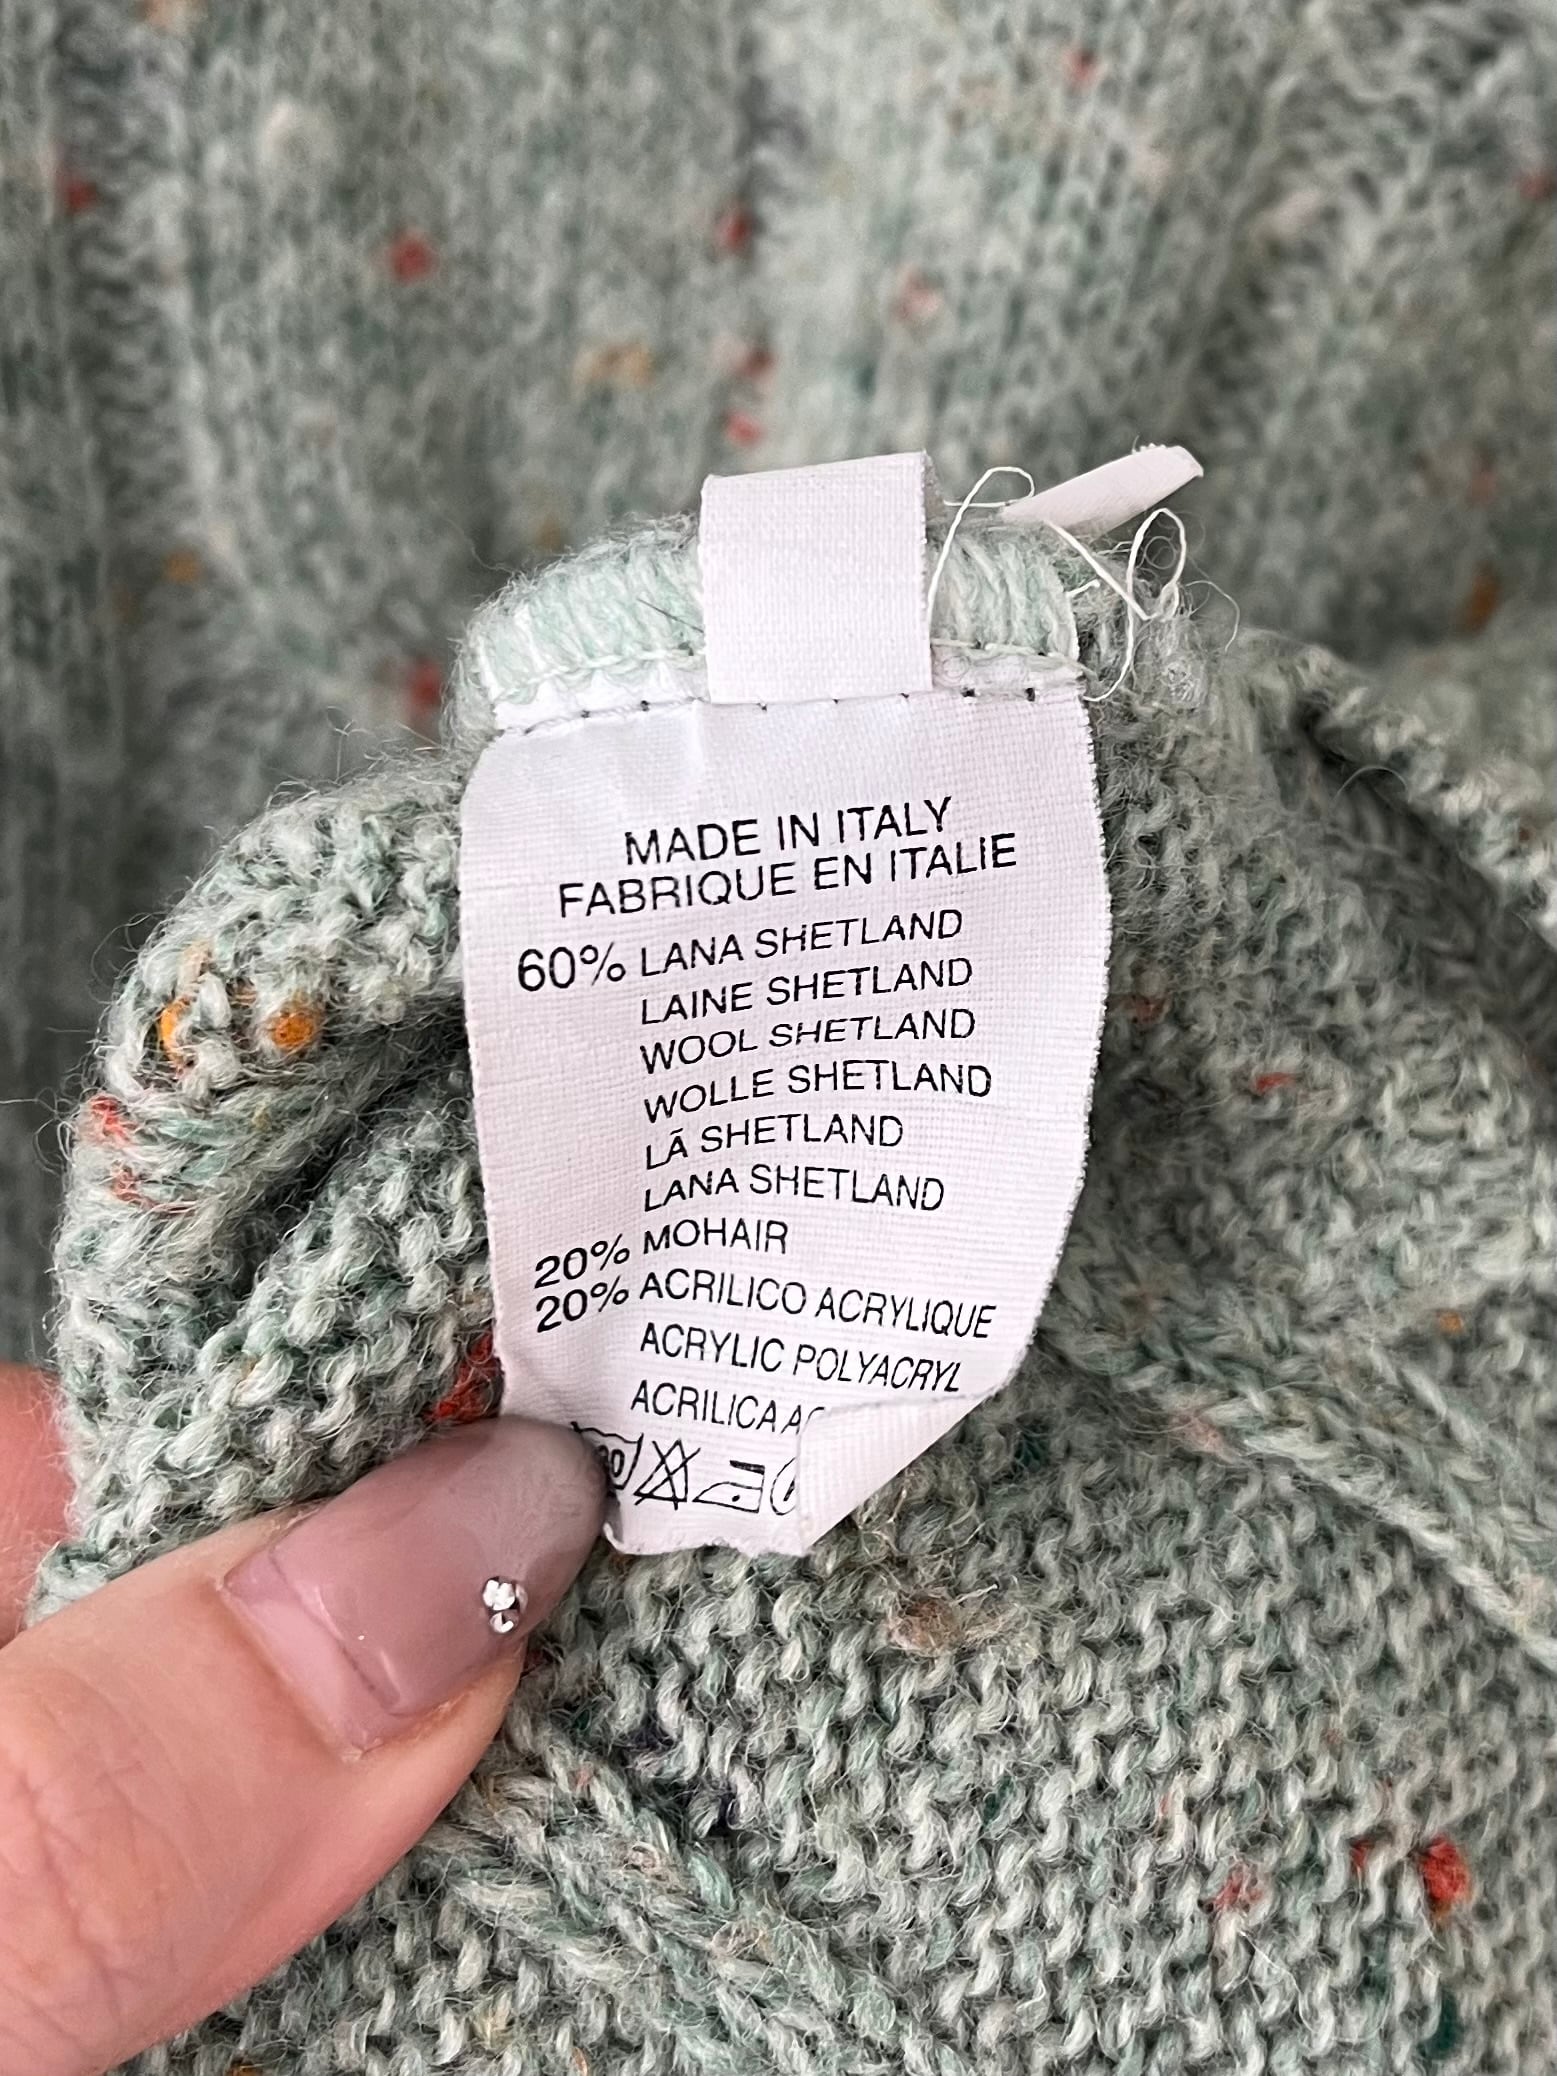 MADE IN ITALY
FABRIQUE EN ITALIE
60% LANA SHETLAND
LAINE SHETLAND
WOOL SHETLAND
WOLLE SHETLAND
LÃ SHETLAND
LANA SHETLAND
20% MOHAIR
20% ACRILICO ACRYLIQUE
ACRYLIC POLYACRYL
ACRILICA